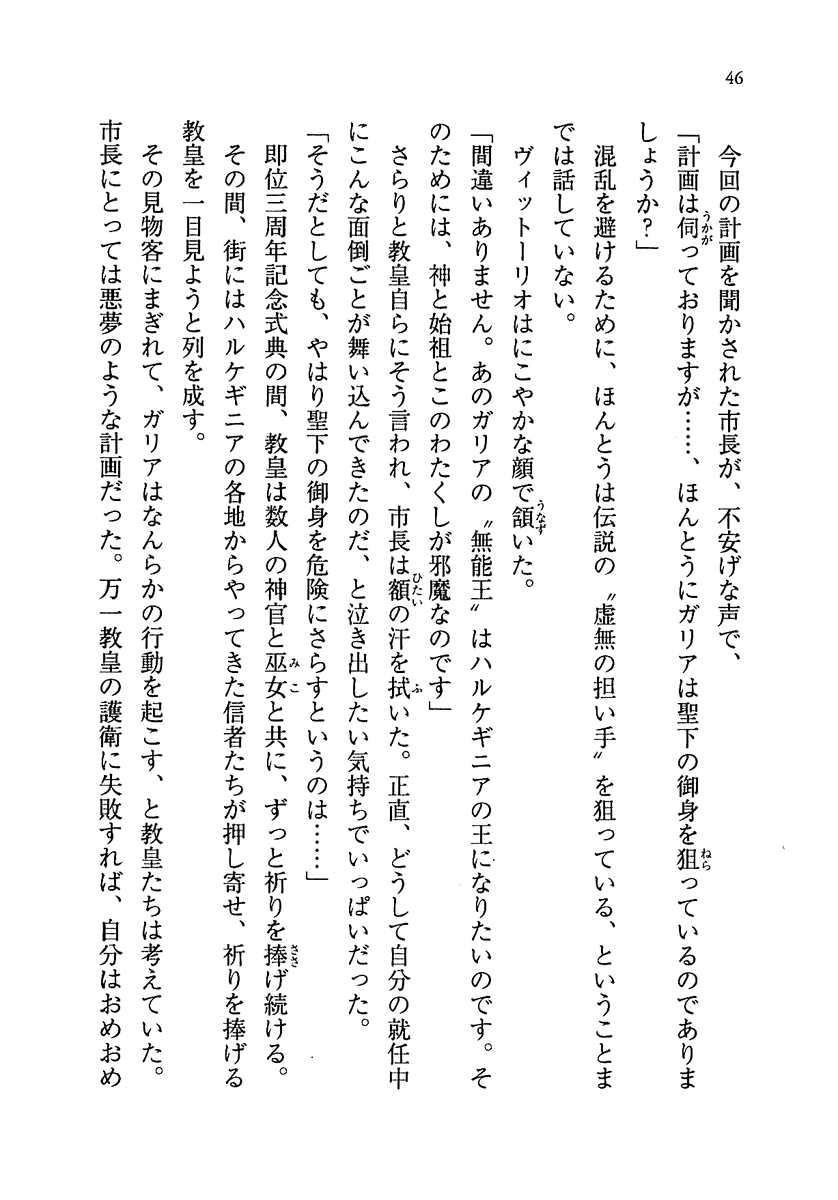 46
今回の計画を聞かされた市長が、不安げな声で、
「計画は伺っておりますが……、ほんとうにガリアは聖下の御身を狙っているのでありま
しょうか？」
混乱を避けるために、ほんとうは伝説の〝虚無の担い手〟を狙っている、ということま
では話していない。
ヴィットーリオはにこやかな顔で頷いた。
「間違いありません。あのガリアの〝無能王〟はハルケギニアの王になりたいのです。そ
のためには、神と始祖とこのわたくしが邪魔なのです」
さらりと教皇自らにそう言われ、市長は額の汗を拭いた。正直、どうして自分の就任中
にこんな面倒ごとが舞い込んできたのだ、と泣き出したい気持ちでいっぱいだった。
「そうだとしても、やはり聖下の御身を危険にさらすというのは……」
即位三周年記念式典の間、教皇は数人の神官と巫女と共に、ずっと祈りを捧げ続ける。
その間、街にはハルケギニアの各地からやってきた信者たちが押し寄せ、祈りを捧げる
教皇を一目見ようと列を成す。
その見物客にまぎれて、ガリアはなんらかの行動を起こす、と教皇たちは考えていた。
市長にとっては悪夢のような計画だった。万一教皇の護衛に失敗すれば、自分はおめおめ